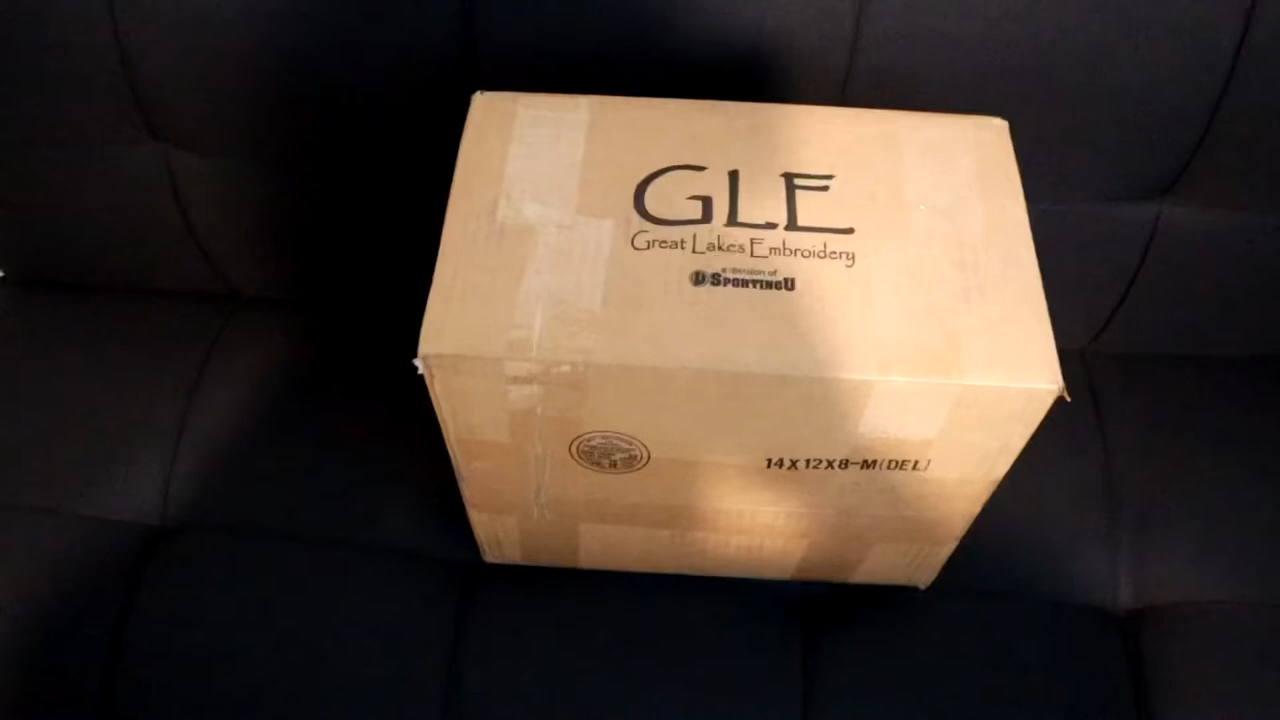 GLE
Great Lakes Embroidery
a division of
SPORTINGU
14X12X8-M(DEL)